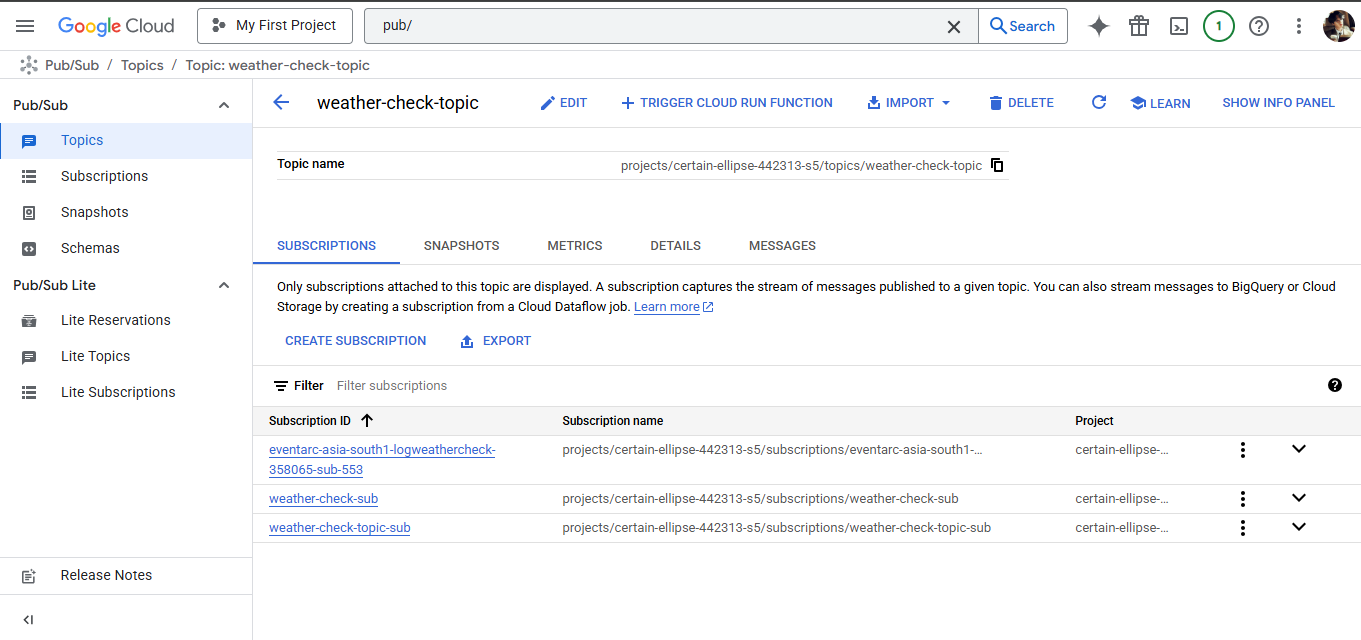 Google Cloud
My First Project
pub/
Search
1
Pub/Sub / Topics / Topic: weather-check-topic
Pub/Sub
Topics
Subscriptions
Snapshots
Schemas
Pub/Sub Lite
Lite Reservations
Lite Topics
Lite Subscriptions
Release Notes
weather-check-topic
EDIT
TRIGGER CLOUD RUN FUNCTION
IMPORT
DELETE
LEARN
SHOW INFO PANEL
Topic name
projects/certain-ellipse-442313-s5/topics/weather-check-topic
SUBSCRIPTIONS
SNAPSHOTS
METRICS
DETAILS
MESSAGES
Only subscriptions attached to this topic are displayed. A subscription captures the stream of messages published to a given topic. You can also stream messages to BigQuery or Cloud
Storage by creating a subscription from a Cloud Dataflow job. Learn more
CREATE SUBSCRIPTION
EXPORT
Filter Filter subscriptions
Subscription ID Subscription name Project
eventarc-asia-south1-logweathercheck- projects/certain-ellipse-442313-s5/subscriptions/eventarc-asia-south1-… certain-ellipse-…
358065-sub-553
weather-check-sub projects/certain-ellipse-442313-s5/subscriptions/weather-check-sub certain-ellipse-…
weather-check-topic-sub projects/certain-ellipse-442313-s5/subscriptions/weather-check-topic-sub certain-ellipse-…